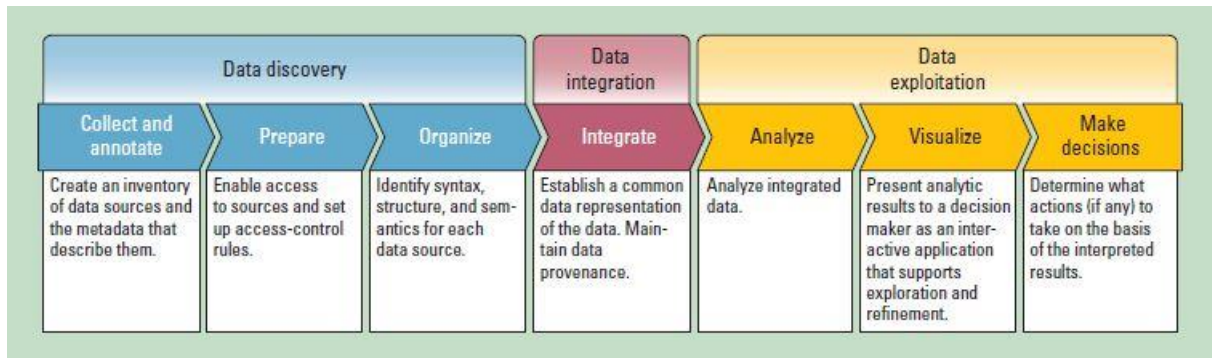 Data discovery
Data
integration
Data
exploitation
Collect and
annotate
Prepare
Organize
Integrate
Analyze
Visualize
Make
decisions
Create an inventory
of data sources and
the metadata that
describe them.
Enable access
to sources and set
up access-control
rules.
Identify syntax,
structure, and sem-
antics for each
data source.
Establish a common
data representation
of the data. Main-
tain data
provenance.
Analyze integrated
data.
Present analytic
results to a decision
maker as an inter-
active application
that supports
exploration and
refinement.
Determine what
actions (if any) to
take on the basis
of the interpreted
results.